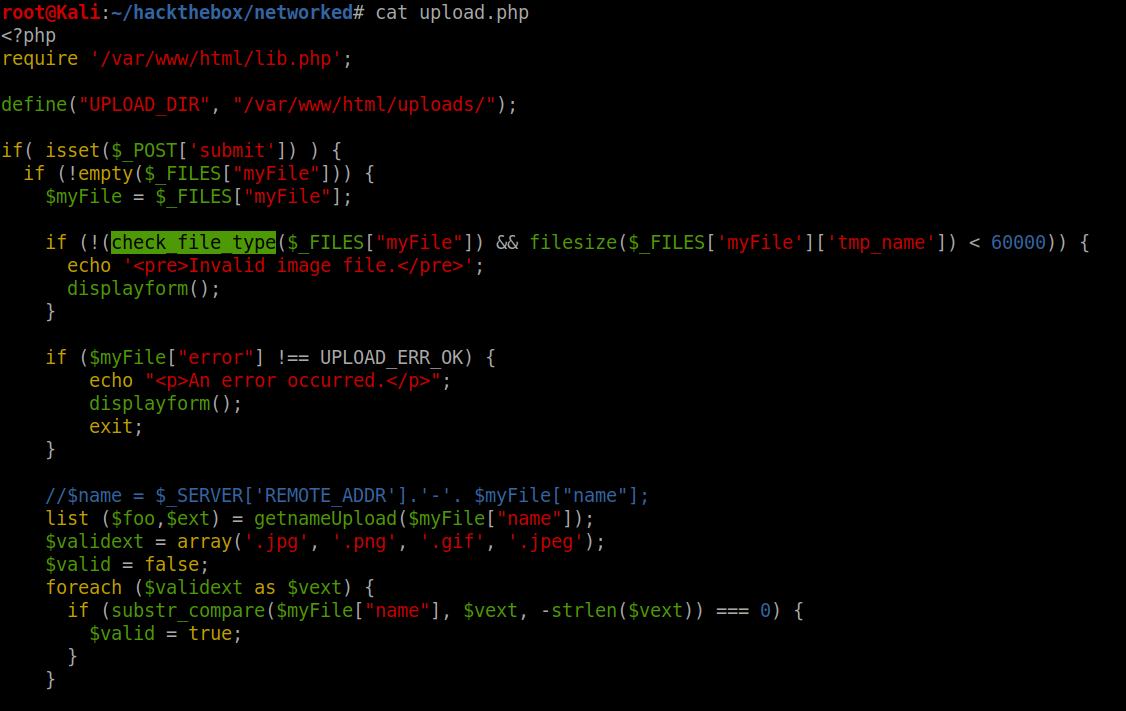 root@Kali:~/hackthebox/networked# cat upload.php
<?php
require '/var/www/html/lib.php';

define("UPLOAD_DIR", "/var/www/html/uploads/");

if( isset($_POST['submit']) ) {
  if (!empty($_FILES["myFile"])) {
    $myFile = $_FILES["myFile"];

    if (!(check_file_type($_FILES["myFile"]) && filesize($_FILES['myFile']['tmp_name']) < 60000)) {
      echo '<pre>Invalid image file.</pre>';
      displayform();
    }

    if ($myFile["error"] !== UPLOAD_ERR_OK) {
        echo "<p>An error occurred.</p>";
        displayform();
        exit;
    }

    //$name = $_SERVER['REMOTE_ADDR'].'-'. $myFile["name"];
    list ($foo,$ext) = getnameUpload($myFile["name"]);
    $validext = array('.jpg', '.png', '.gif', '.jpeg');
    $valid = false;
    foreach ($validext as $vext) {
      if (substr_compare($myFile["name"], $vext, -strlen($vext)) === 0) {
        $valid = true;
      }
    }